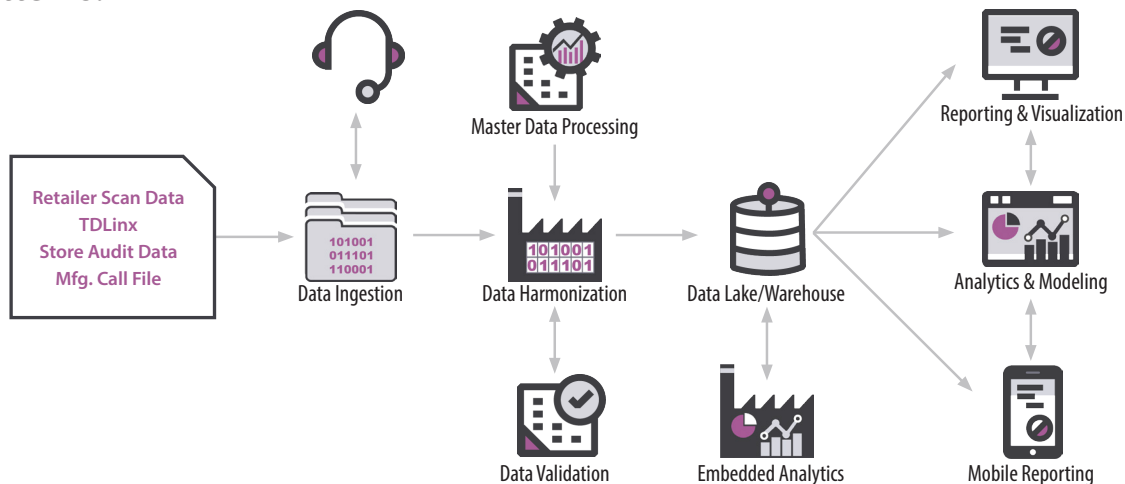 Master Data Processing
Reporting & Visualization
Retailer Scan Data
TDLinx
Store Audit Data
Mfg. Call File
101001
011101
110001
101001
011101
Data Ingestion
Data Harmonization
Data Lake/Warehouse
Analytics & Modeling
Data Validation
Embedded Analytics
Mobile Reporting